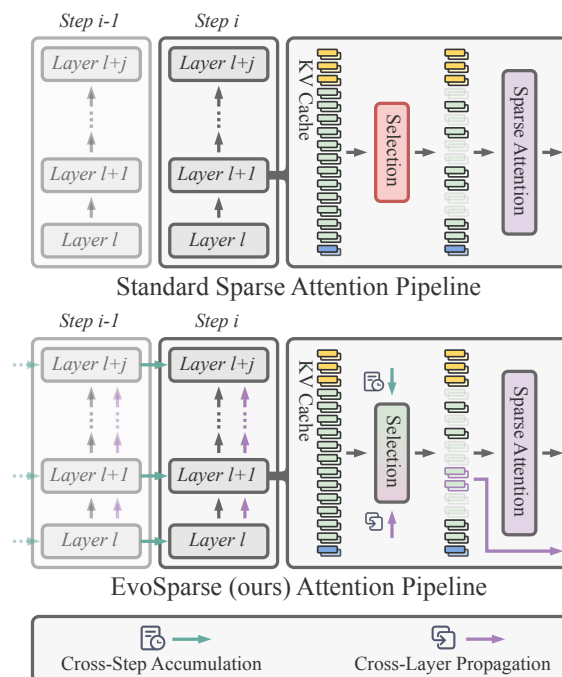 Step i-1
Step i
Layer l+j
Layer l+j
KV Cache
Selection
Sparse Attention
Layer l+1
Layer l+1
Layer l
Layer l
Standard Sparse Attention Pipeline
Step i-1
Step i
Layer l+j
Layer l+j
KV Cache
Selection
Sparse Attention
Layer l+1
Layer l+1
Layer l
Layer l
EvoSparse (ours) Attention Pipeline
Cross-Step Accumulation
Cross-Layer Propagation